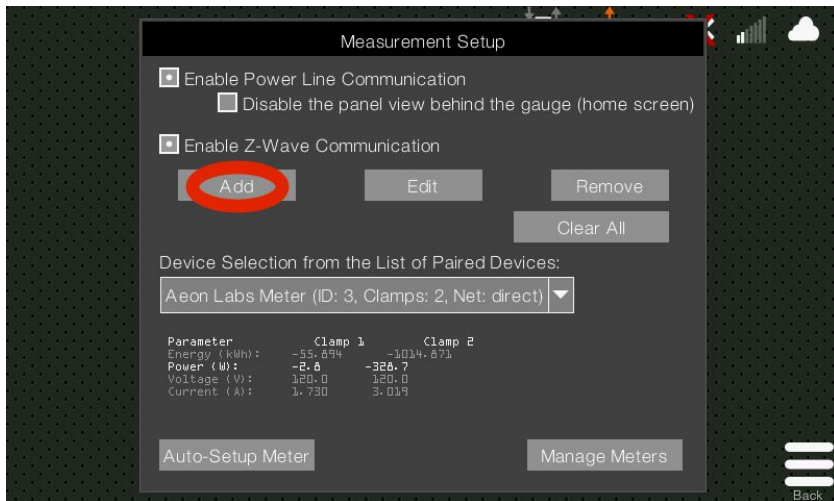 Measurement Setup
Enable Power Line Communication
Disable the panel view behind the gauge (home screen)
Enable Z-Wave Communication
Add Edit Remove
Clear All
Device Selection from the List of Paired Devices:
Aeon Labs Meter (ID: 3, Clamps: 2, Net: direct)
Parameter Clamp 1 Clamp 2
Energy (kWh): -55.894 -1014.871
Power (W): -2.8 -328.7
Voltage (V): 120.0 120.0
Current (A): 1.730 3.019
Auto-Setup Meter Manage Meters
Back